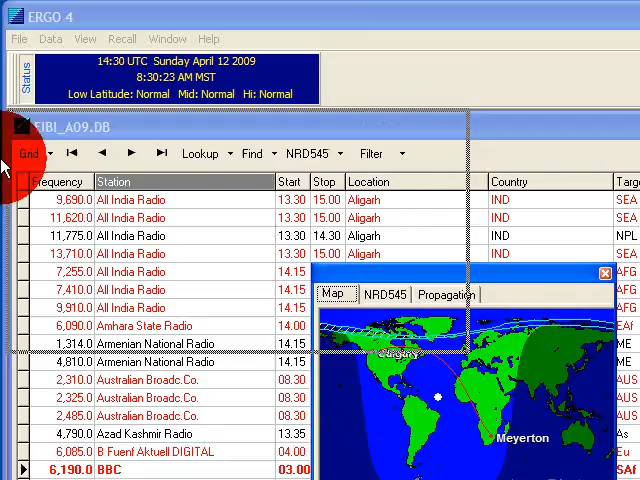 ERGO 4
File Data View Recall Window Help
Status
14:30 UTC Sunday April 12 2009
8:30:23 AM MST
Low Latitude: Normal Mid: Normal Hi: Normal
EIBI_A09.DB
Grid Lookup Find NRD545 Filter
Frequency Station Start Stop Location Country Targe
9,690.0 All India Radio 13.30 15.00 Aligarh IND SEA
11,620.0 All India Radio 13.30 15.00 Aligarh IND SEA
11,775.0 All India Radio 13.30 14.30 Aligarh IND NPL
13,710.0 All India Radio 13.30 15.00 Aligarh IND SEA
7,255.0 All India Radio 14.15 AFG
7,410.0 All India Radio 14.15 AFG
9,910.0 All India Radio 14.15 AFG
6,090.0 Amhara State Radio 14.00 EAf
1,314.0 Armenian National Radio 14.15 ME
4,810.0 Armenian National Radio 14.15 ME
2,310.0 Australian Broadc.Co. 08.30 AUS
2,325.0 Australian Broadc.Co. 08.30 AUS
2,485.0 Australian Broadc.Co. 08.30 AUS
4,790.0 Azad Kashmir Radio 13.35 As
6,085.0 B Fuenf Aktuell DIGITAL 04.00 Eu
6,190.0 BBC 03.00 SAf
Map NRD545 Propagation
Calgary
Meyerton